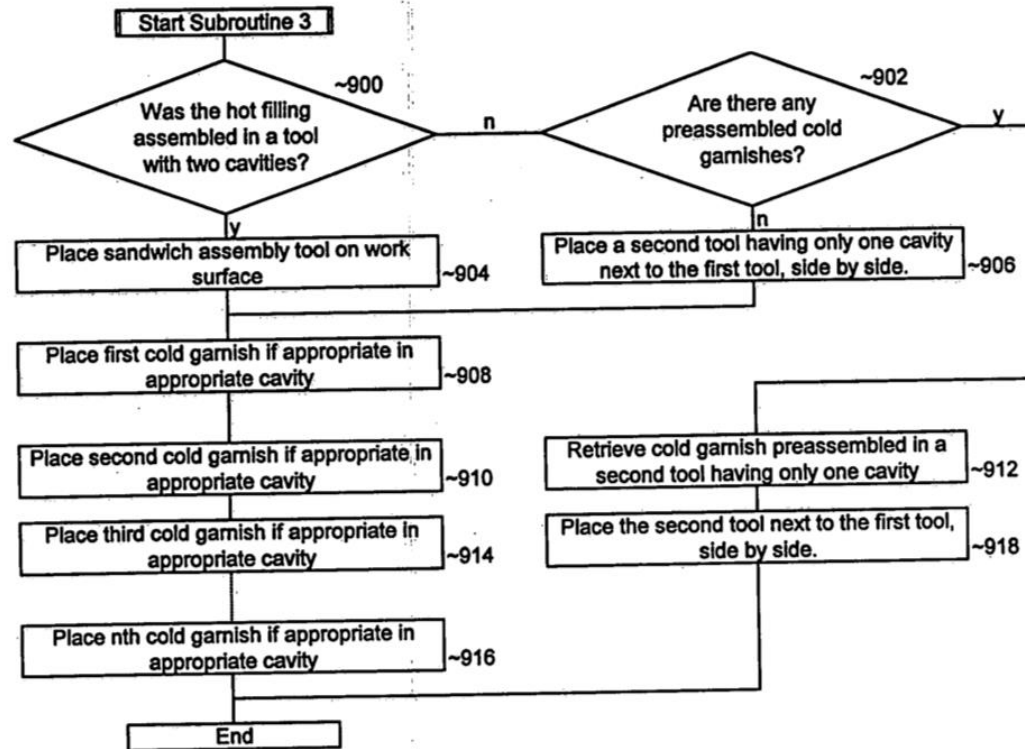 Start Subroutine 3
~900
Was the hot filling
assembled in a tool
with two cavities?
n
~902
Are there any
preassembled cold
garnishes?
y
y
Place sandwich assembly tool on work
surface
~904
n
Place a second tool having only one cavity
next to the first tool, side by side.
~906
Place first cold garnish if appropriate in
appropriate cavity
~908
Place second cold garnish if appropriate in
appropriate cavity
~910
Retrieve cold garnish preassembled in a
second tool having only one cavity
~912
Place third cold garnish if appropriate in
appropriate cavity
~914
Place the second tool next to the first tool,
side by side.
~918
Place nth cold garnish if appropriate in
appropriate cavity
~916
End